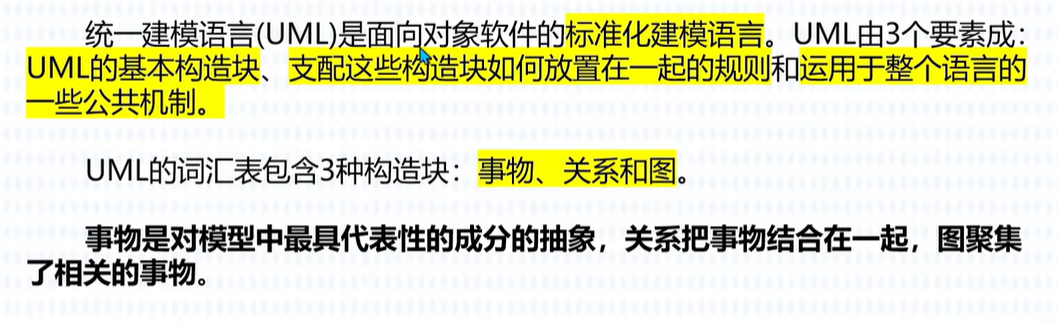 统一建模语言(UML)是面向对象软件的标准化建模语言。UML由3个要素成：
UML的基本构造块、支配这些构造块如何放置在一起的规则和运用于整个语言的
一些公共机制。
UML的词汇表包含3种构造块：事物、关系和图。
事物是对模型中最具代表性的成分的抽象，关系把事物结合在一起，图聚集
了相关的事物。